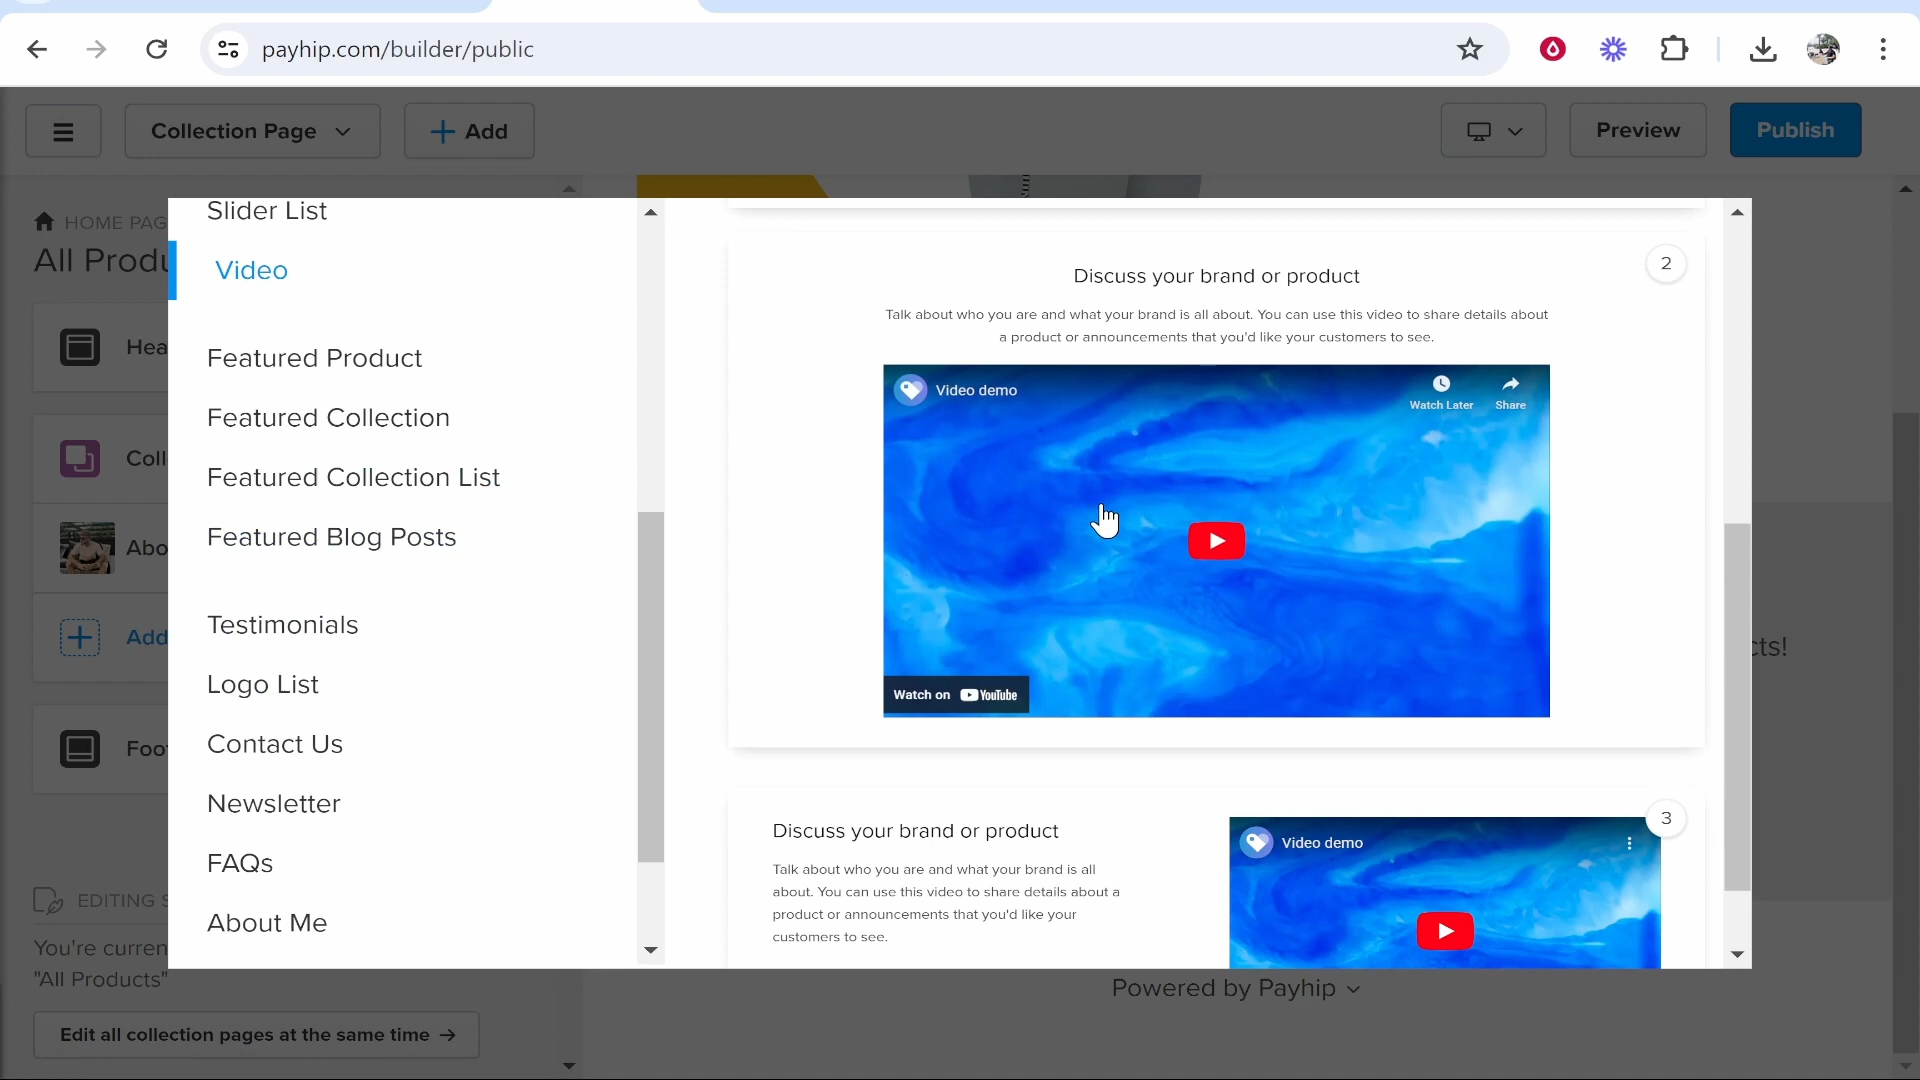 payhip.com/builder/public
Collection Page
Add
Preview
Publish
HOME PAG
All Produ
Hea
Coll
Abo
Add
Foo
EDITING S
You're curren
"All Products"
Edit all collection pages at the same time →
Slider List
Video
Featured Product
Featured Collection
Featured Collection List
Featured Blog Posts
Testimonials
Logo List
Contact Us
Newsletter
FAQs
About Me
2
Discuss your brand or product
Talk about who you are and what your brand is all about. You can use this video to share details about
a product or announcements that you'd like your customers to see.
Video demo
Watch Later
Share
Watch on YouTube
3
Discuss your brand or product
Talk about who you are and what your brand is all
about. You can use this video to share details about a
product or announcements that you'd like your
customers to see.
Video demo
cts!
Powered by Payhip